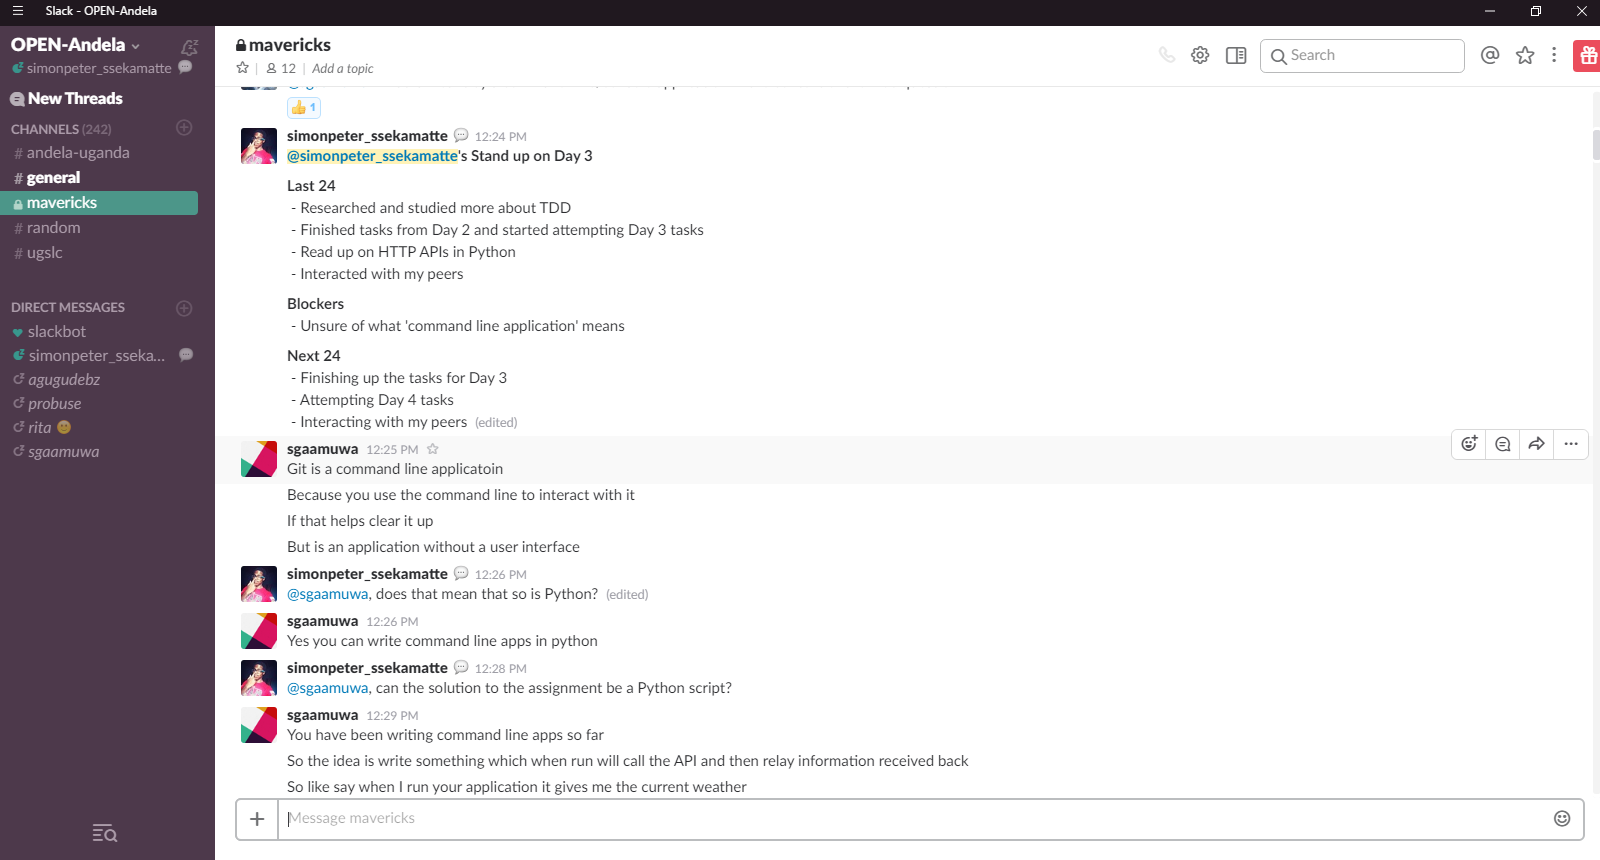 Slack - OPEN-Andela
OPEN-Andela
simonpeter_ssekamatte
New Threads
CHANNELS (242)
# andela-uganda
# general
mavericks
# random
# ugslc
DIRECT MESSAGES
slackbot
simonpeter_sseka...
agugudebz
probuse
rita
sgaamuwa
mavericks
12
Add a topic
Search
1
simonpeter_ssekamatte 12:24 PM
@simonpeter_ssekamatte's Stand up on Day 3
Last 24
- Researched and studied more about TDD
- Finished tasks from Day 2 and started attempting Day 3 tasks
- Read up on HTTP APIs in Python
- Interacted with my peers
Blockers
- Unsure of what 'command line application' means
Next 24
- Finishing up the tasks for Day 3
- Attempting Day 4 tasks
- Interacting with my peers (edited)
sgaamuwa 12:25 PM
Git is a command line applicatoin
Because you use the command line to interact with it
If that helps clear it up
But is an application without a user interface
simonpeter_ssekamatte 12:26 PM
@sgaamuwa, does that mean that so is Python? (edited)
sgaamuwa 12:26 PM
Yes you can write command line apps in python
simonpeter_ssekamatte 12:28 PM
@sgaamuwa, can the solution to the assignment be a Python script?
sgaamuwa 12:29 PM
You have been writing command line apps so far
So the idea is write something which when run will call the API and then relay information received back
So like say when I run your application it gives me the current weather
Message mavericks